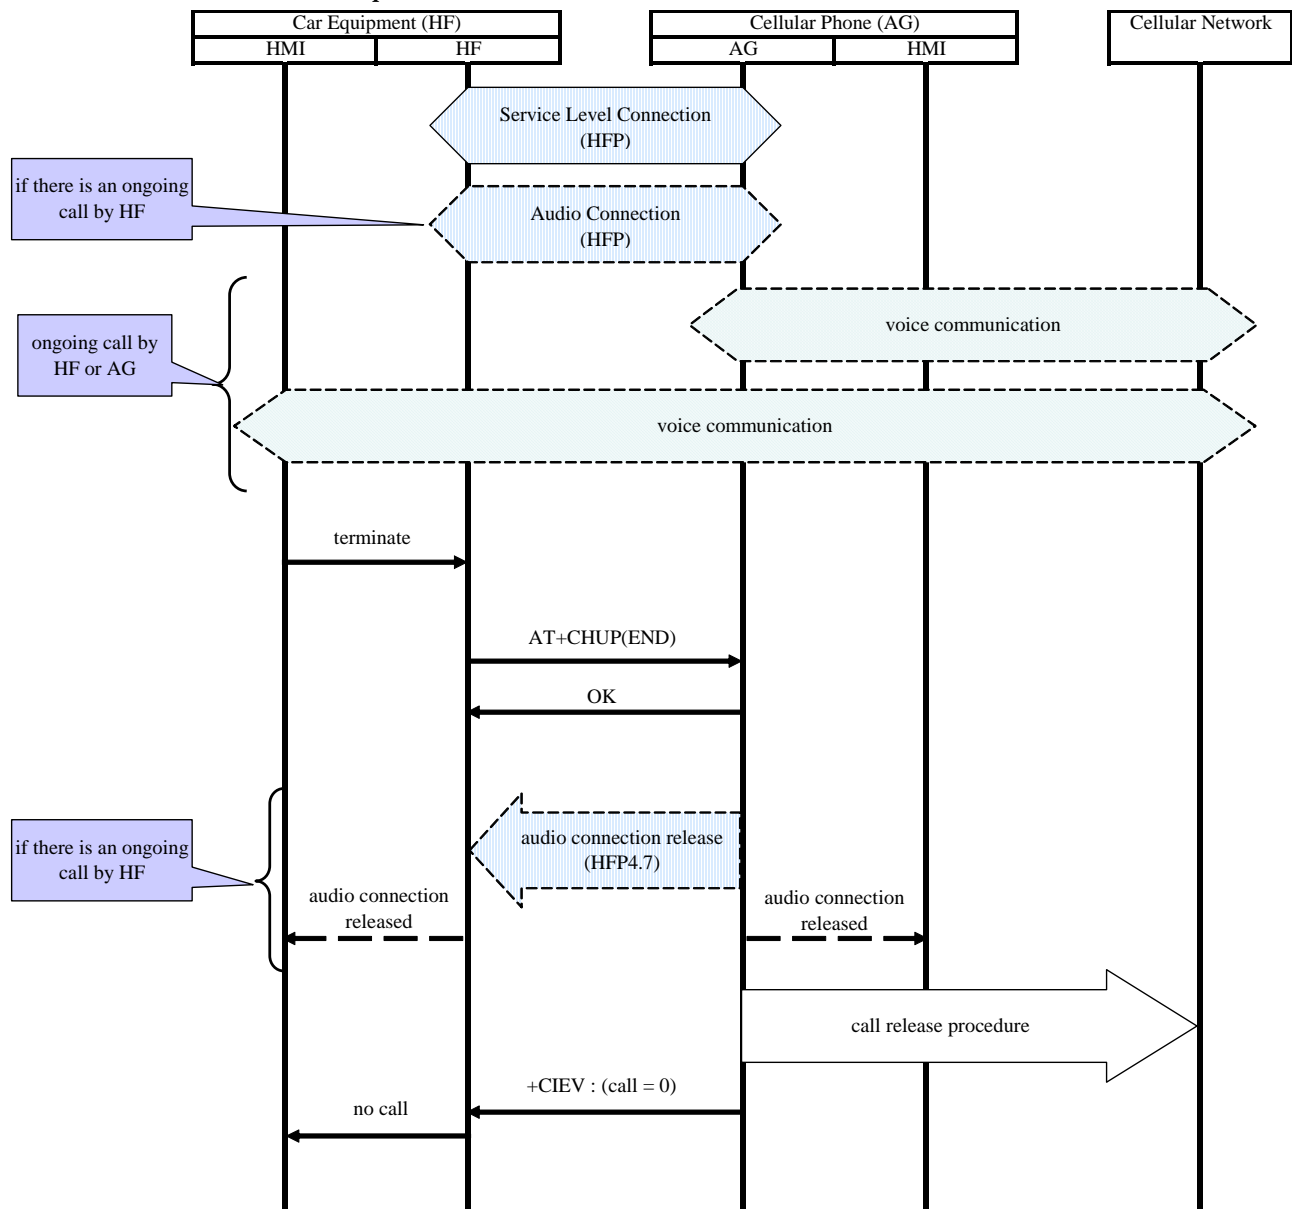 Car Equipment (HF)
Cellular Phone (AG)
Cellular Network
HMI
HF
AG
HMI
Service Level Connection
(HFP)
if there is an ongoing
call by HF
Audio Connection
(HFP)
voice communication
ongoing call by
HF or AG
voice communication
terminate
AT+CHUP(END)
OK
audio connection release
(HFP4.7)
if there is an ongoing
call by HF
audio connection
released
audio connection
released
call release procedure
+CIEV : (call = 0)
no call